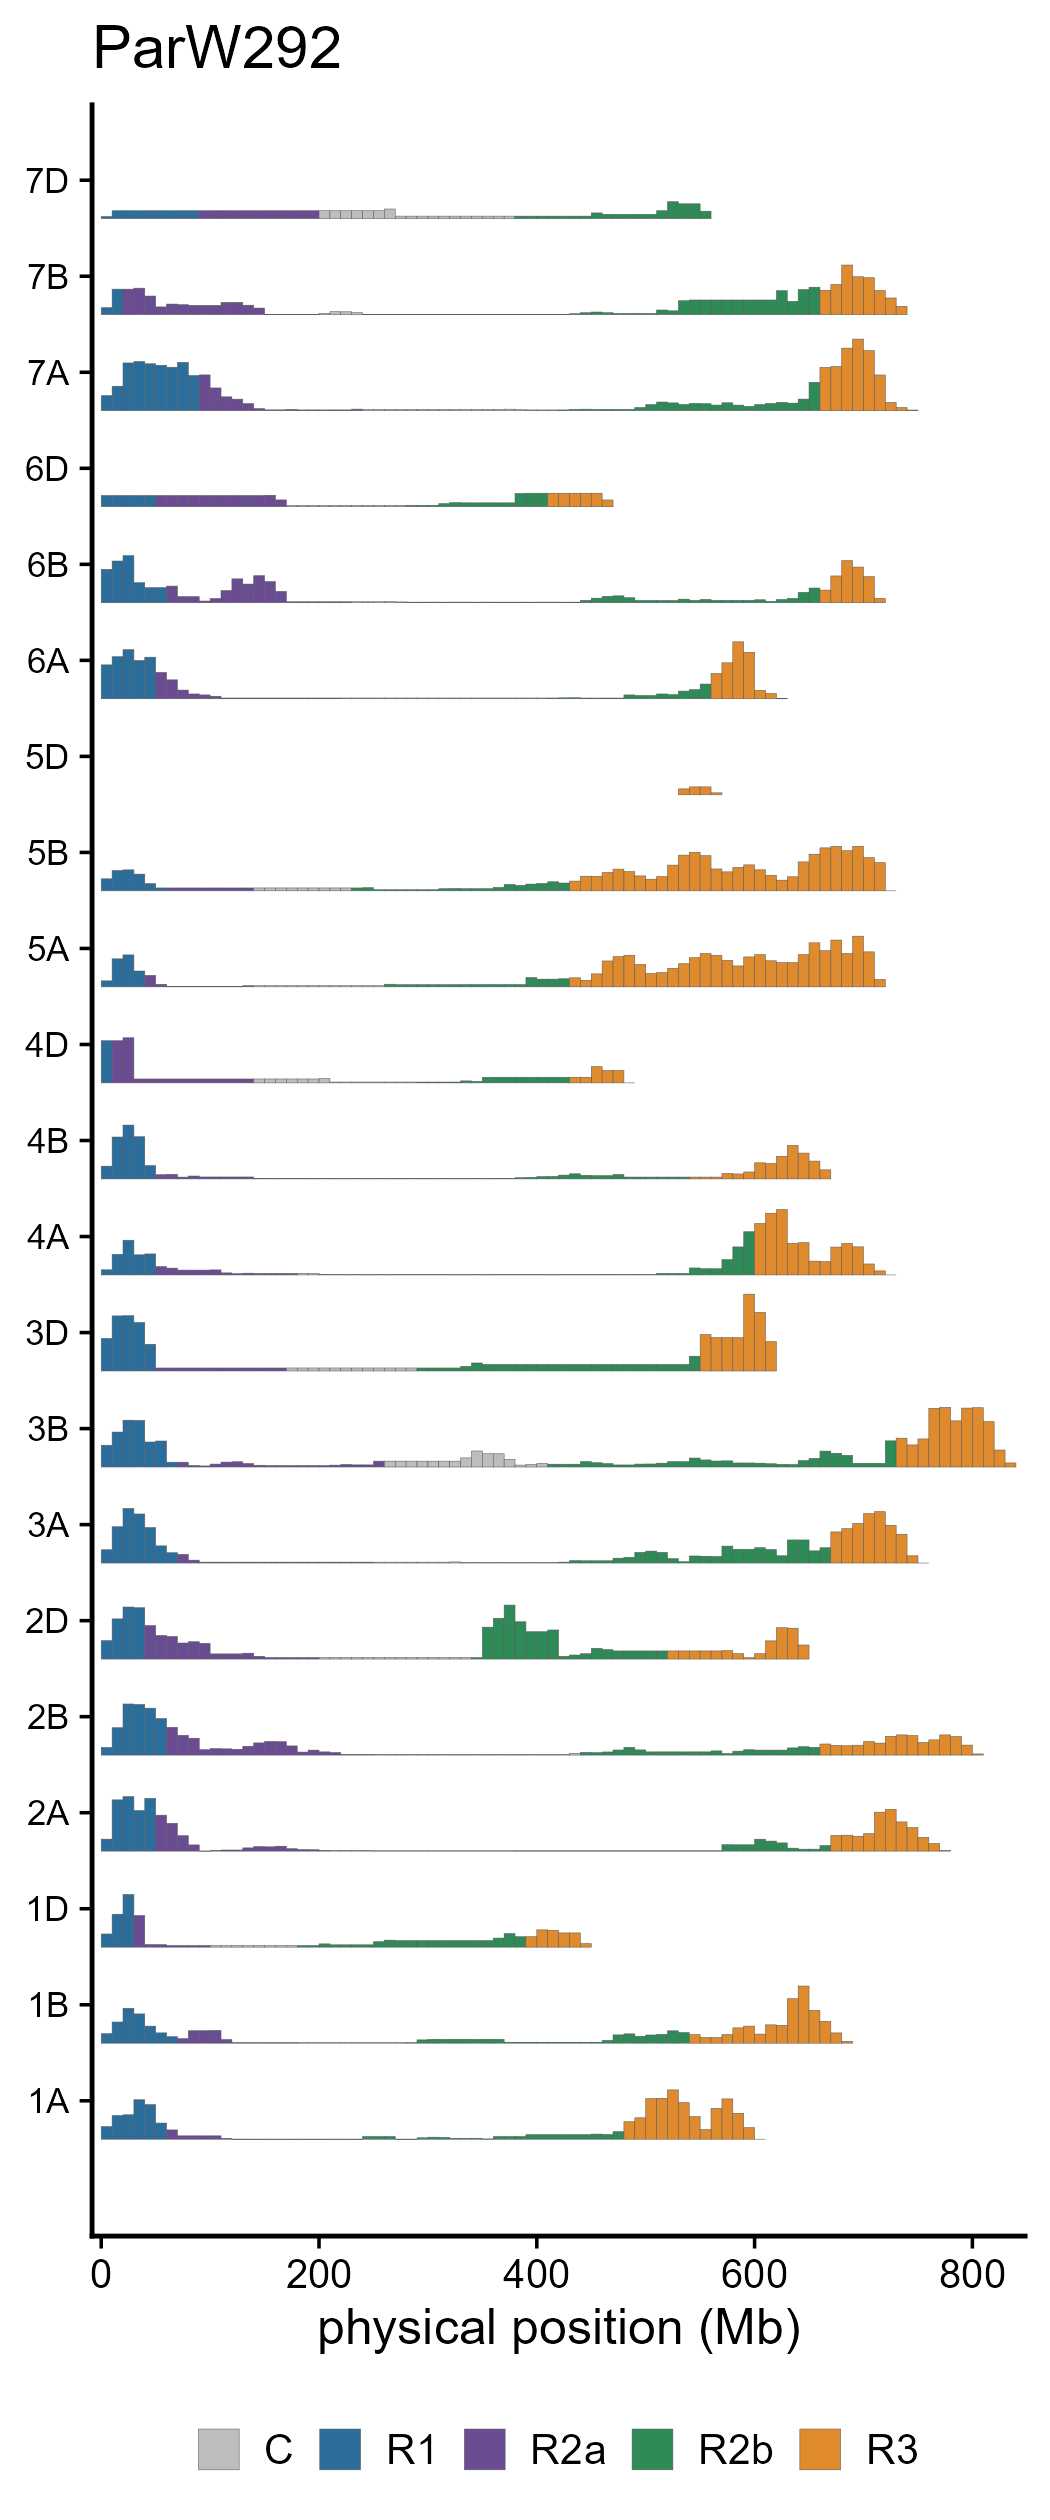 ParW292
7D
7B
7A
6D
6B
6A
5D
5B
5A
4D
4B
4A
3D
3B
3A
2D
2B
2A
1D
1B
1A
0 200 400 600 800
physical position (Mb)
C R1 R2a R2b R3